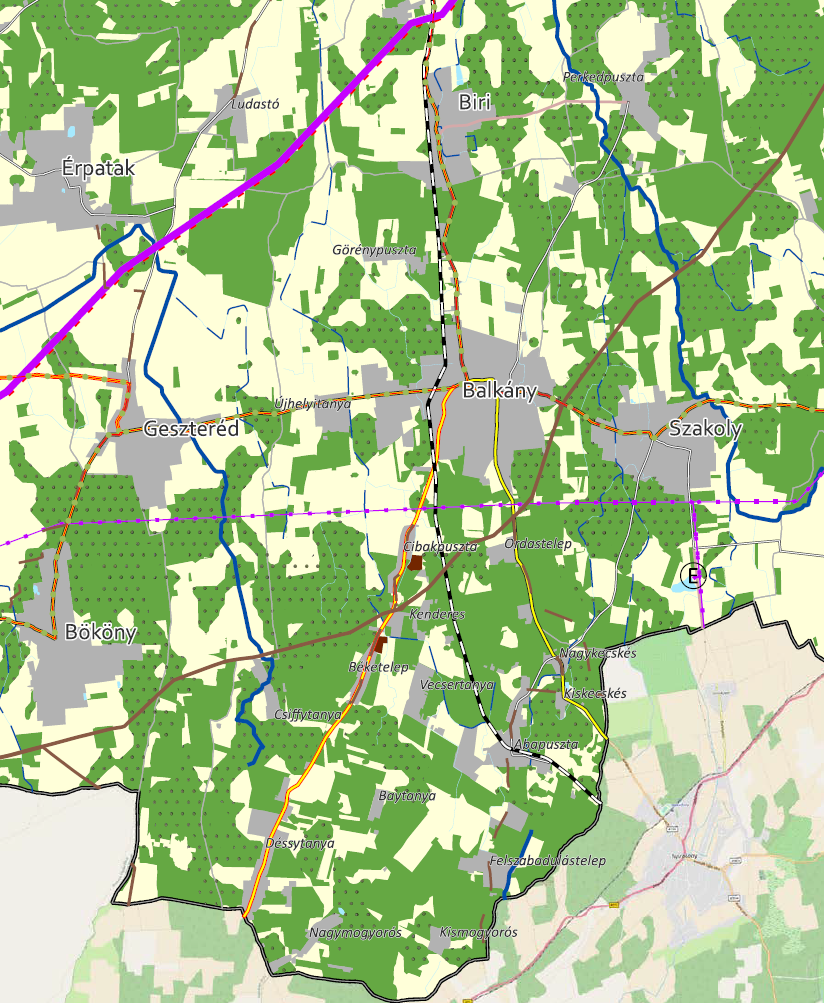 Perkedpuszta
Biri
Ludastó
Érpatak
Görénypuszta
Balkány
Újhelyitanya
Geszteréd
Szakoly
Cibakpuszta
Ordastelep
E
Kenderes
Bököny
Nagykecskés
Béketelep
Vecsertanya
Kiskecskés
Csiffytanya
Abapuszta
Baytanya
Dessytanya
Felszabadulástelep
Nagymogyorós
Kismogyorós